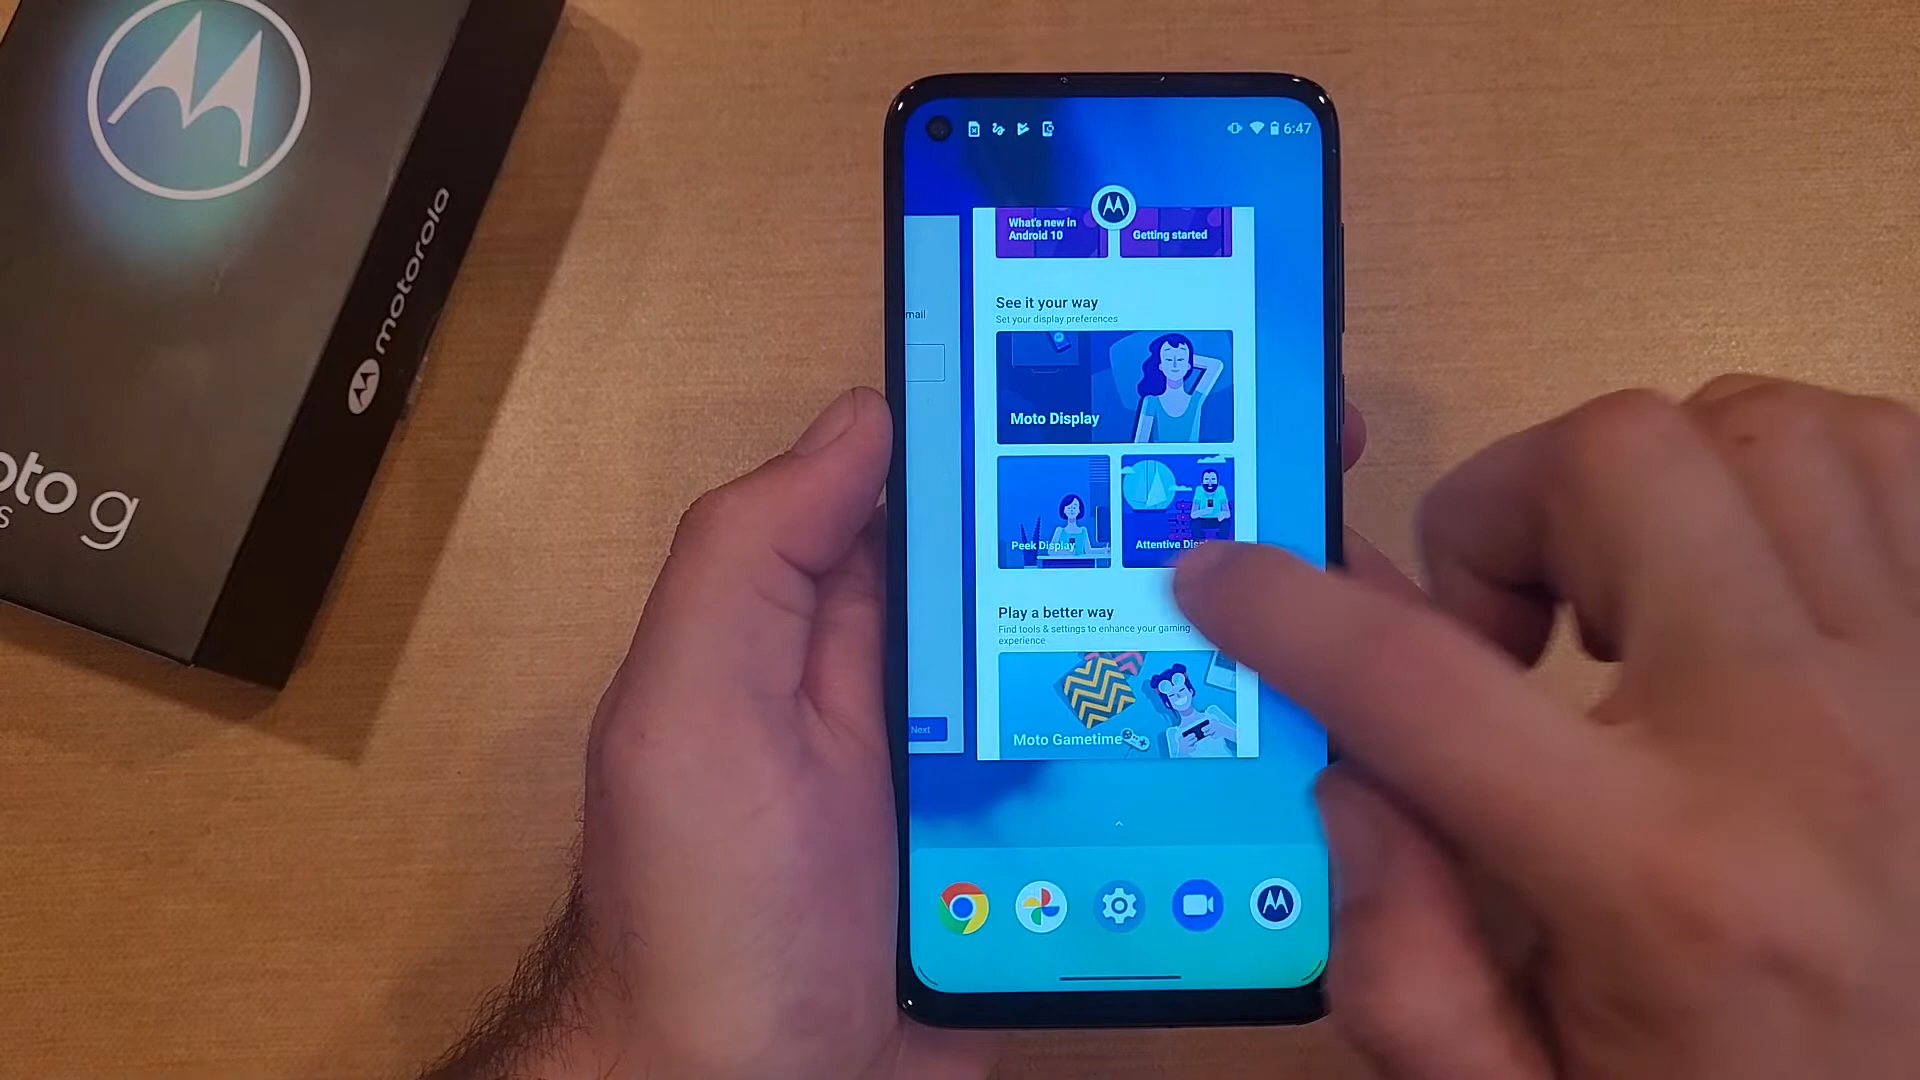 motorola
oto g
s
6:47
What's new in
Android 10
Getting started
mail
See it your way
Set your display preferences
Moto Display
Peek Display
Attentive Dis
Play a better way
Find tools & settings to enhance your gaming
experience
Moto Gametime
Next